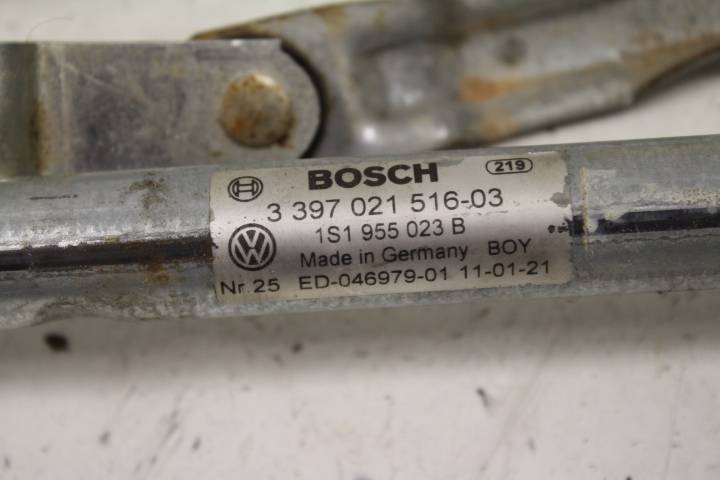 BOSCH 219
3 397 021 516-03
1S1 955 023 B
Made in Germany BOY
Nr. 25 ED-046979-01 11-01-21